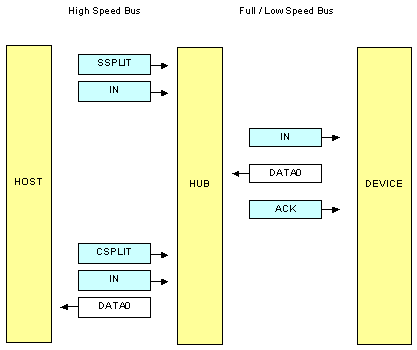 High Speed Bus
Full / Low Speed Bus
SSPLIT
IN
IN
DATA0
HOST
HUB
DEVICE
ACK
CSPLIT
IN
DATA0